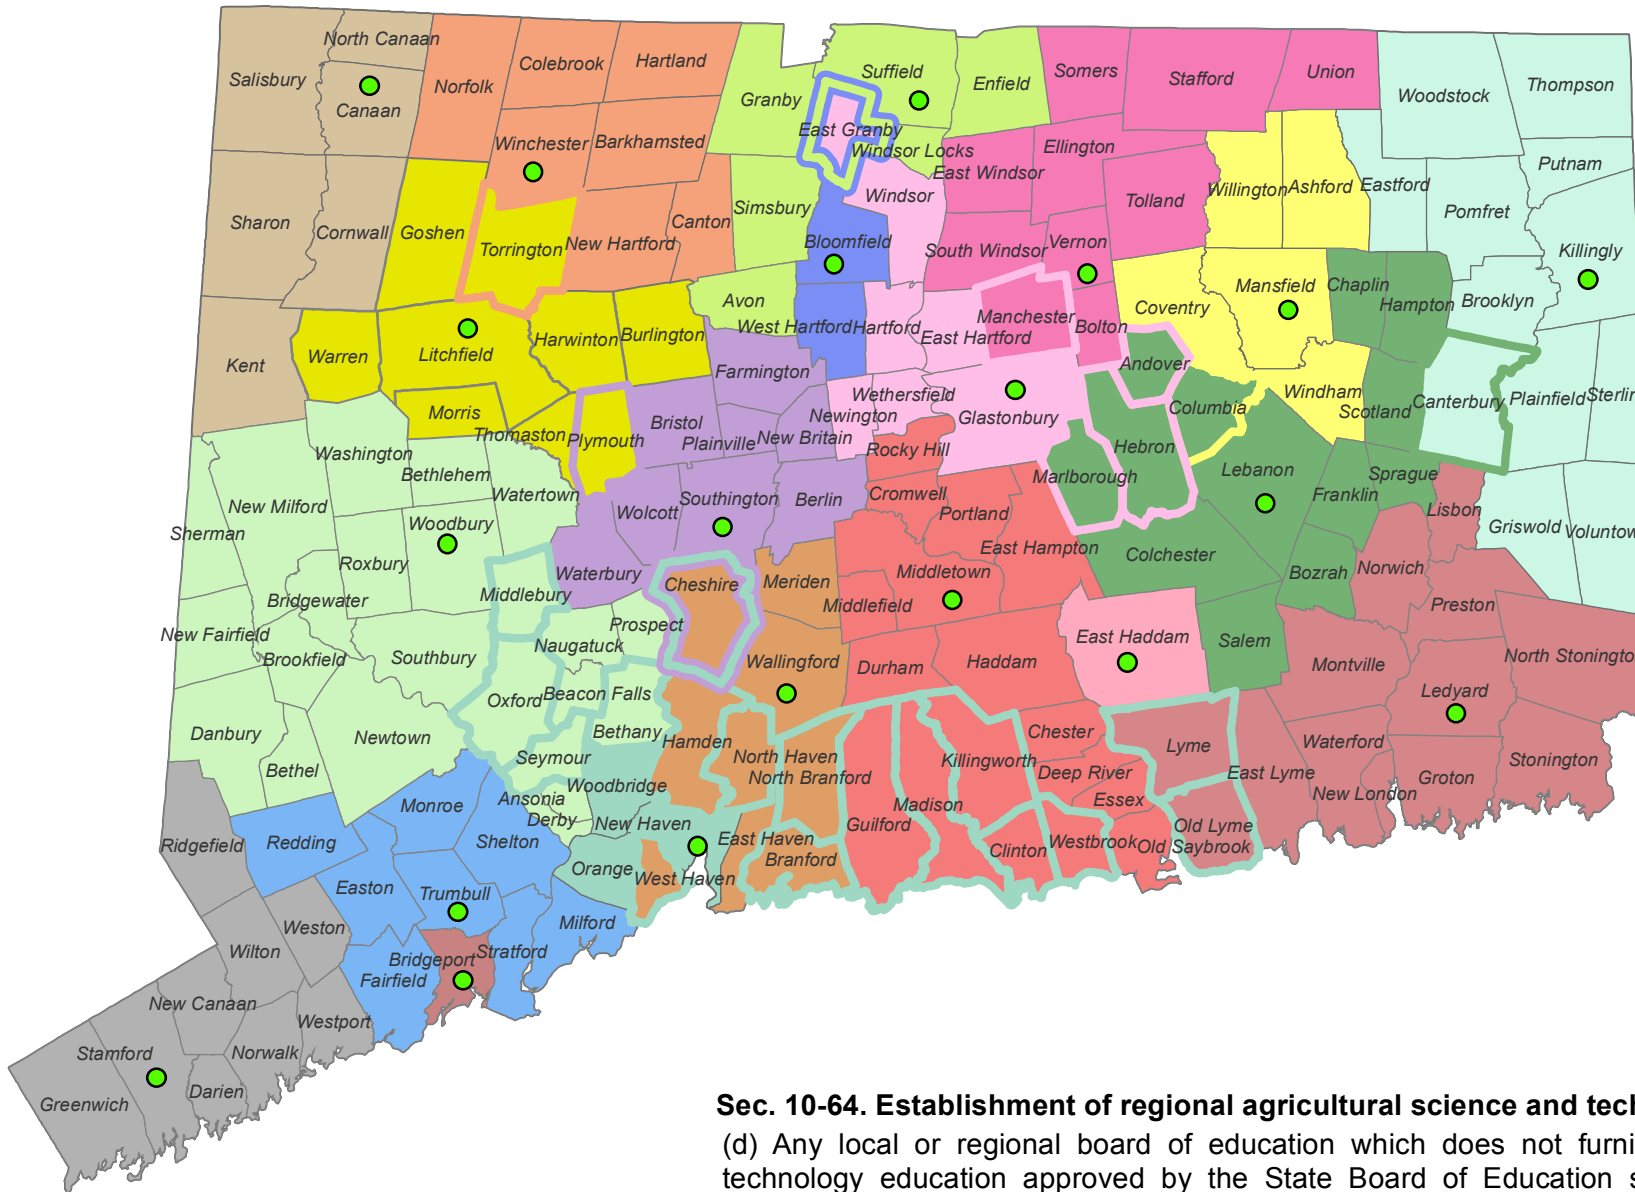 North Canaan
Salisbury
Canaan
Norfolk
Colebrook
Hartland
Granby
Suffield
Enfield
Somers
Stafford
Union
Woodstock
Thompson
Winchester
Barkhamsted
East Granby
Windsor Locks
East Windsor
Ellington
Putnam
Sharon
Cornwall
Goshen
Torrington
New Hartford
Canton
Simsbury
Windsor
Bloomfield
South Windsor
Vernon
Tolland
Willington
Ashford
Eastford
Pomfret
Killingly
Kent
Warren
Litchfield
Harwinton
Burlington
Avon
West Hartford
Hartford
East Hartford
Manchester
Bolton
Coventry
Mansfield
Chaplin
Hampton
Brooklyn
Morris
Thomaston
Plymouth
Bristol
Farmington
Plainville
New Britain
Newington
Wethersfield
Glastonbury
Andover
Columbia
Windham
Scotland
Canterbury
Plainfield
Sterlin
Washington
Bethlehem
Watertown
Wolcott
Southington
Berlin
Rocky Hill
Cromwell
Portland
Marlborough
Hebron
Lebanon
Franklin
Sprague
Lisbon
Griswold
Voluntow
Sherman
New Milford
Roxbury
Woodbury
Bridgewater
Middlebury
Waterbury
Cheshire
Meriden
Middlefield
Middletown
East Hampton
Colchester
Bozrah
Norwich
Preston
New Fairfield
Brookfield
Southbury
Naugatuck
Prospect
Wallingford
Durham
Haddam
East Haddam
Salem
Montville
Ledyard
North Stoningto
Danbury
Bethel
Newtown
Oxford
Beacon Falls
Bethany
Seymour
Hamden
North Haven
North Branford
Killingworth
Chester
Deep River
Essex
Lyme
East Lyme
Waterford
New London
Groton
Stonington
Ridgefield
Redding
Monroe
Ansonia
Derby
Shelton
Woodbridge
New Haven
Orange
West Haven
East Haven
Branford
Guilford
Madison
Clinton
Westbrook
Old
Old Lyme
Saybrook
Easton
Trumbull
Weston
Wilton
Bridgeport
Stratford
Milford
Fairfield
New Canaan
Westport
Stamford
Norwalk
Greenwich
Darien
Sec. 10-64. Establishment of regional agricultural science and tech
(d) Any local or regional board of education which does not furni
technology education approved by the State Board of Education s